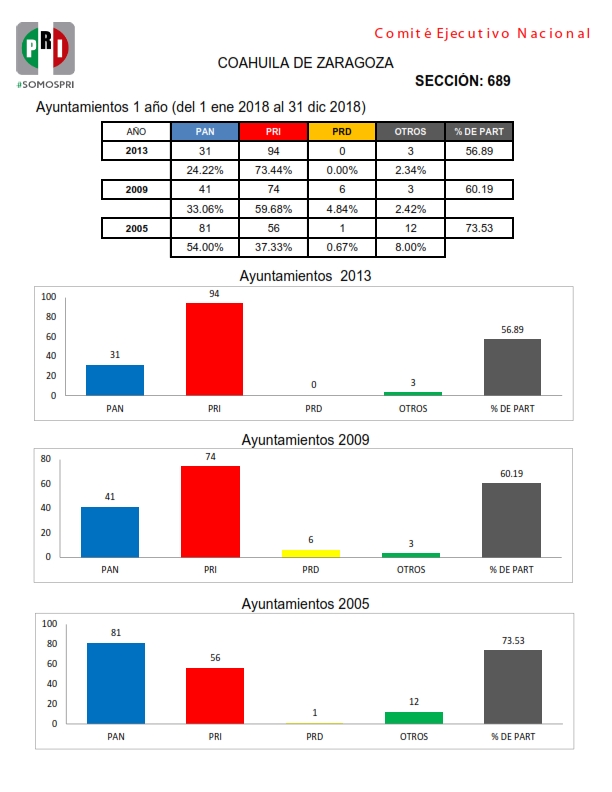 Comité Ejecutivo Nacional
PRI
#SOMOSPRI
COAHUILA DE ZARAGOZA
SECCIÓN: 689
Ayuntamientos 1 año (del 1 ene 2018 al 31 dic 2018)
AÑO PAN PRI PRD OTROS % DE PART
2013 31 94 0 3 56.89
24.22% 73.44% 0.00% 2.34%
2009 41 74 6 3 60.19
33.06% 59.68% 4.84% 2.42%
2005 81 56 1 12 73.53
54.00% 37.33% 0.67% 8.00%
Ayuntamientos 2013
100
80
60
40
20
0
31 94 0 3 56.89
PAN PRI PRD OTROS % DE PART
Ayuntamientos 2009
80
60
40
20
0
41 74 6 3 60.19
PAN PRI PRD OTROS % DE PART
Ayuntamientos 2005
100
80
60
40
20
0
81 56 1 12 73.53
PAN PRI PRD OTROS % DE PART